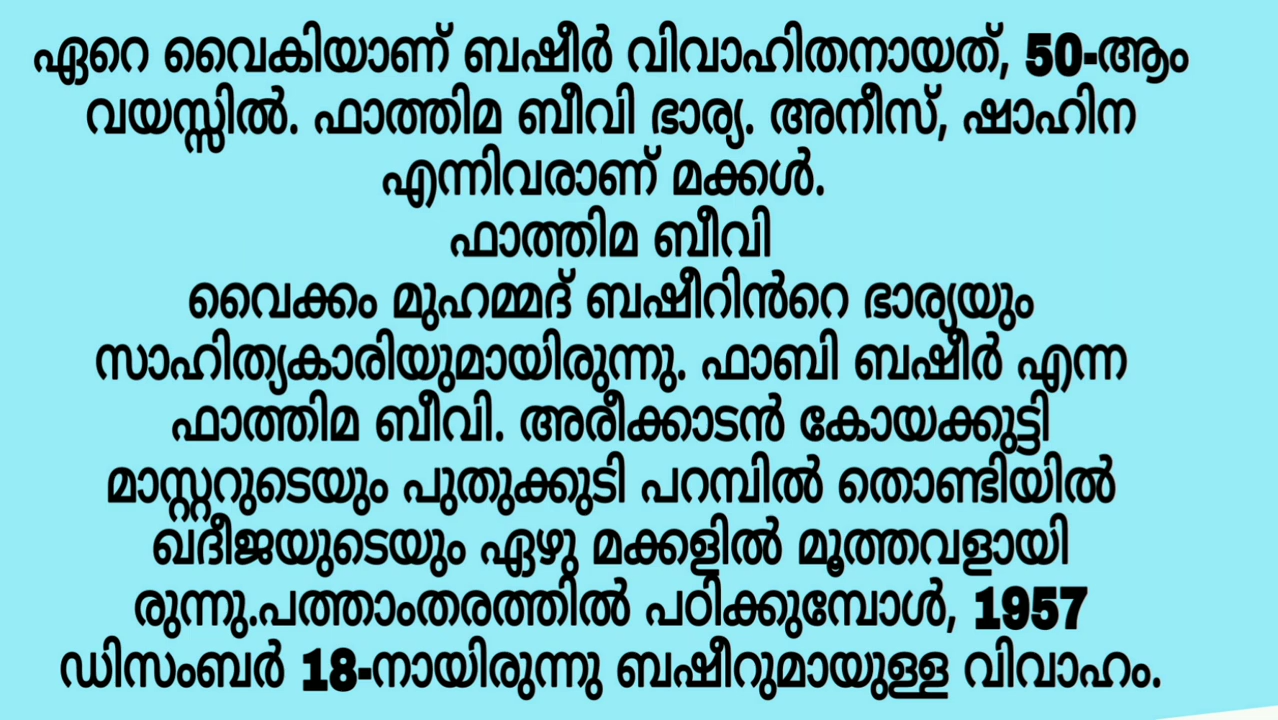 ഏറെ വൈകിയാണ് ബഷീർ വിവാഹിതനായത്, 50-ആം
വയസ്സിൽ. ഫാത്തിമ ബീവി ഭാര്യ. അനീസ്, ഷാഹിന
എന്നിവരാണ് മക്കൾ.
ഫാത്തിമ ബീവി
വൈക്കം മുഹമ്മദ് ബഷീറിൻറെ ഭാര്യയും
സാഹിത്യകാരിയുമായിരുന്നു. ഫാബി ബഷീർ എന്ന
ഫാത്തിമ ബീവി. അരീക്കാടൻ കോയക്കുട്ടി
മാസ്റ്ററുടെയും പുതുക്കുടി പറമ്പിൽ തൊണ്ടിയിൽ
ഖദീജയുടെയും ഏഴു മക്കളിൽ മൂത്തവളായി
രുന്നു.പത്താംതരത്തിൽ പഠിക്കുമ്പോൾ, 1957
ഡിസംബർ 18-നായിരുന്നു ബഷീറുമായുള്ള വിവാഹം.